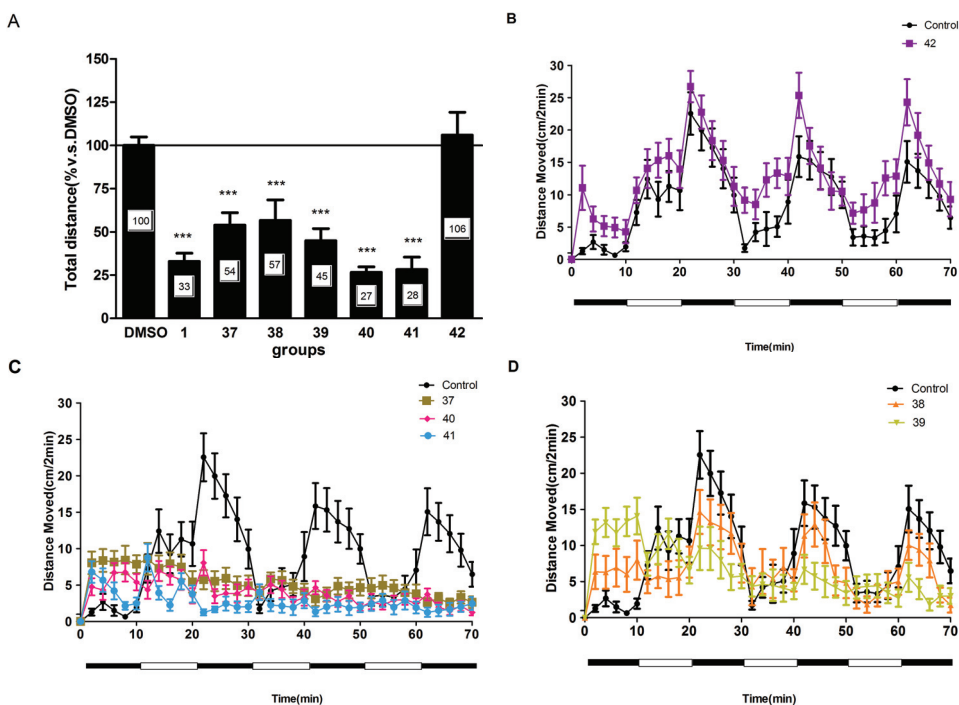 A
Total distance(% v.s.DMSO)
150
125
100
75
50
25
0
100
33
54
57
45
27
28
106
***
***
***
***
***
***
DMSO 1 37 38 39 40 41 42
groups
B
Control
42
Distance Moved(cm/2min)
30
25
20
15
10
5
0
0 10 20 30 40 50 60 70
Time(min)
C
Control
37
40
41
Distance Moved(cm/2min)
30
25
20
15
10
5
0
0 10 20 30 40 50 60 70
Time(min)
D
Control
38
39
Distance Moved(cm/2min)
30
25
20
15
10
5
0
0 10 20 30 40 50 60 70
Time(min)